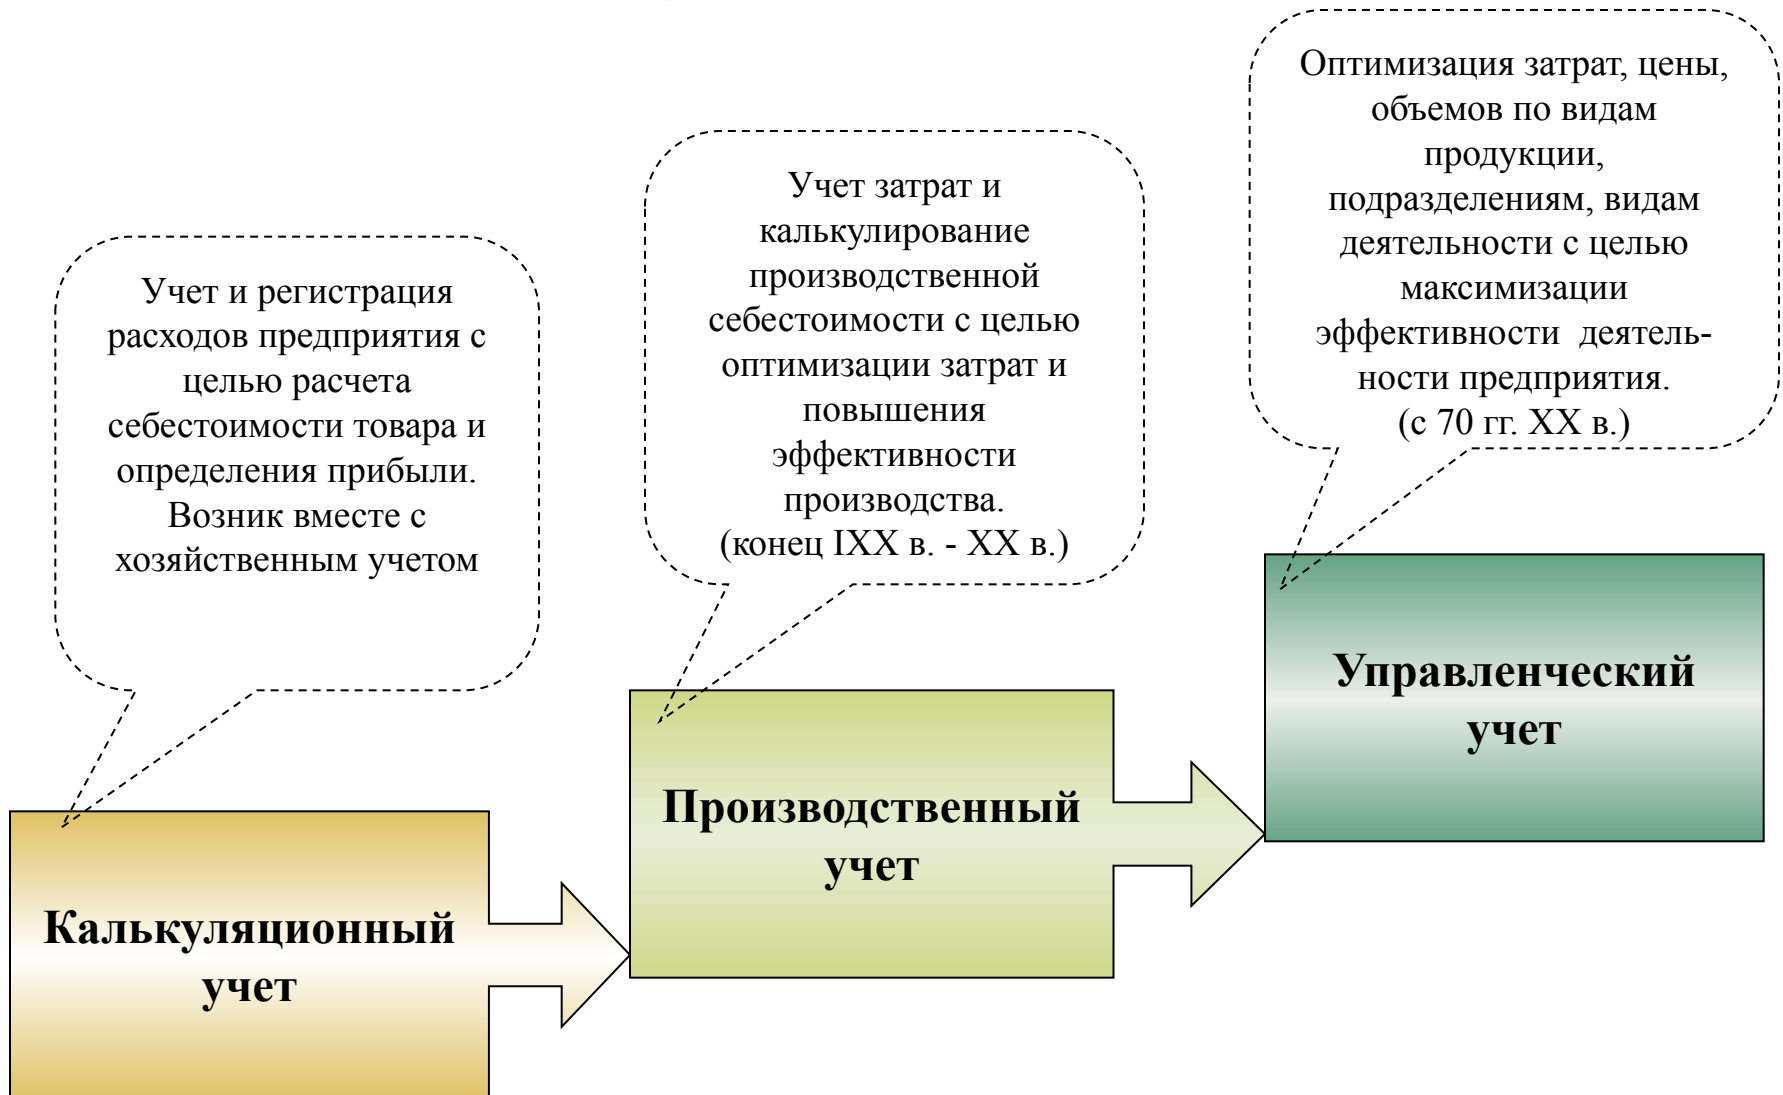 Учет и регистрация
расходов предприятия с
целью расчета
себестоимости товара и
определения прибыли.
Возник вместе с
хозяйственным учетом
Калькуляционный
учет
Учет затрат и
калькулирование
производственной
себестоимости с целью
оптимизации затрат и
повышения
эффективности
производства.
(конец IXX в. - XX в.)
Производственный
учет
Оптимизация затрат, цены,
объемов по видам
продукции,
подразделениям, видам
деятельности с целью
максимизации
эффективности деятель-
ности предприятия.
(с 70 гг. XX в.)
Управленческий
учет